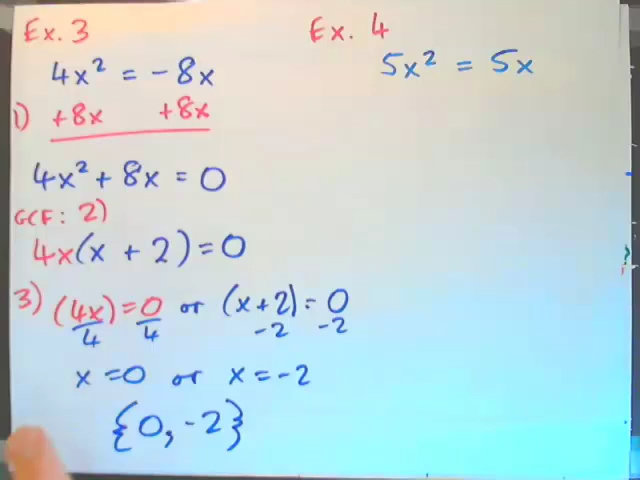 Ex. 3
4x² = -8x
1) +8x +8x
4x² + 8x = 0
GCF: 2)
4x(x + 2) = 0
3) (4x) = 0 or (x + 2) = 0
4 4 -2 -2
x = 0 or x = -2
{0, -2}
Ex. 4
5x² = 5x
?